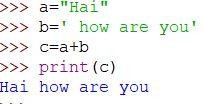 >>> a="Hai"
>>> b=' how are you'
>>> c=a+b
>>> print(c)
Hai how are you